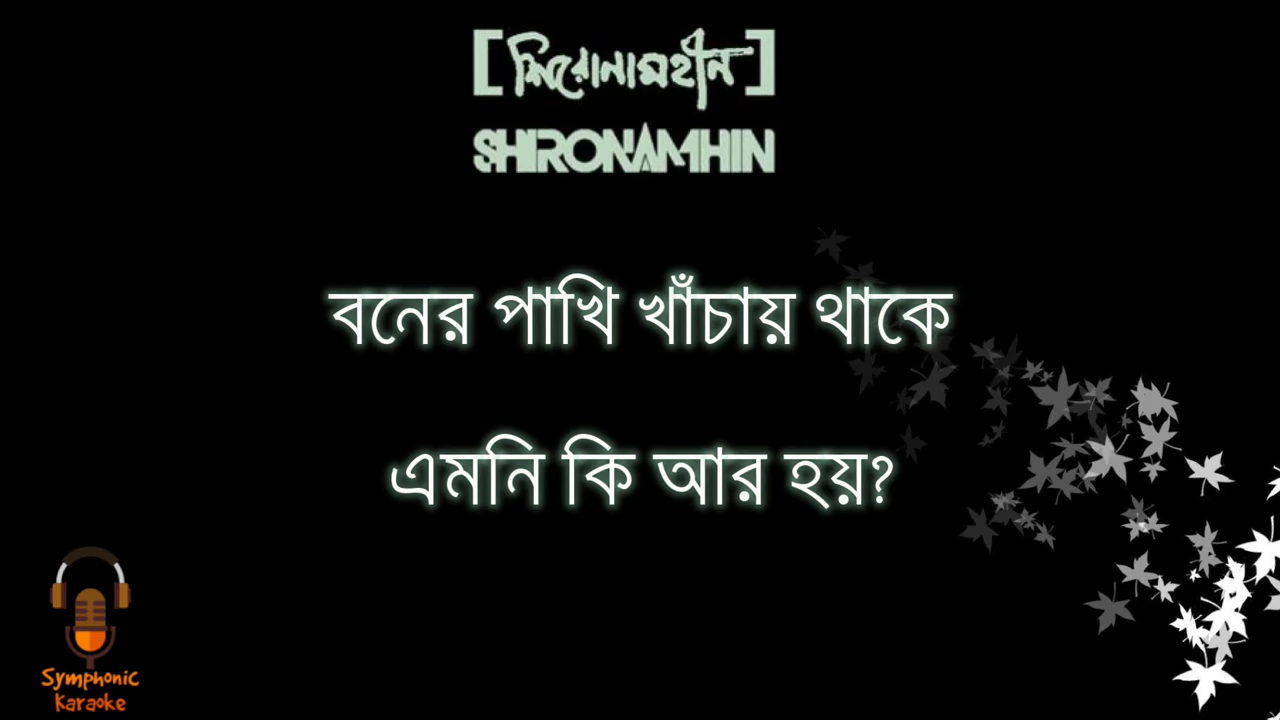 [শিরোনামহীন]
SHIRONAMHIN
বনের পাখি খাঁচায় থাকে
এমনি কি আর হয়?
Symphonic
Karaoke